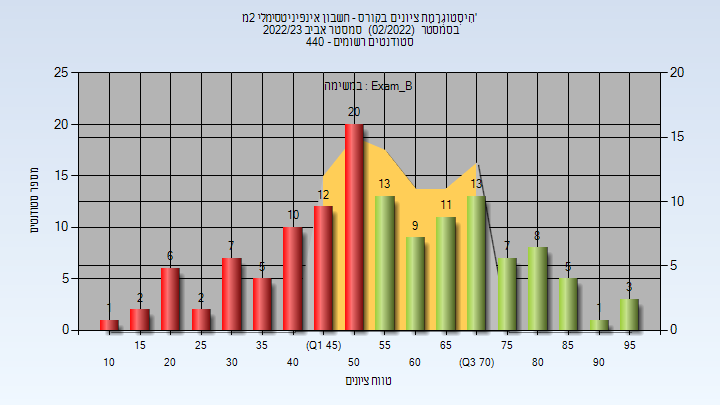 היסטוגרמת ציונים בקורס - חשבון אינפיניטסימלי 2מ'
בסמסטר (02/2022) סמסטר אביב 2022/23
סטודנטים רשומים - 440
במשימה : Exam_B
מספר סטודנטים
25 20 15 10 5 0
20 15 10 5 0
1 2 6 2 7 5 10 12 20 13 9 11 13 7 8 5 1 3
15 25 35 (Q1 45) 55 65 75 85 95
10 20 30 40 50 60 (Q3 70) 80 90
טווח ציונים